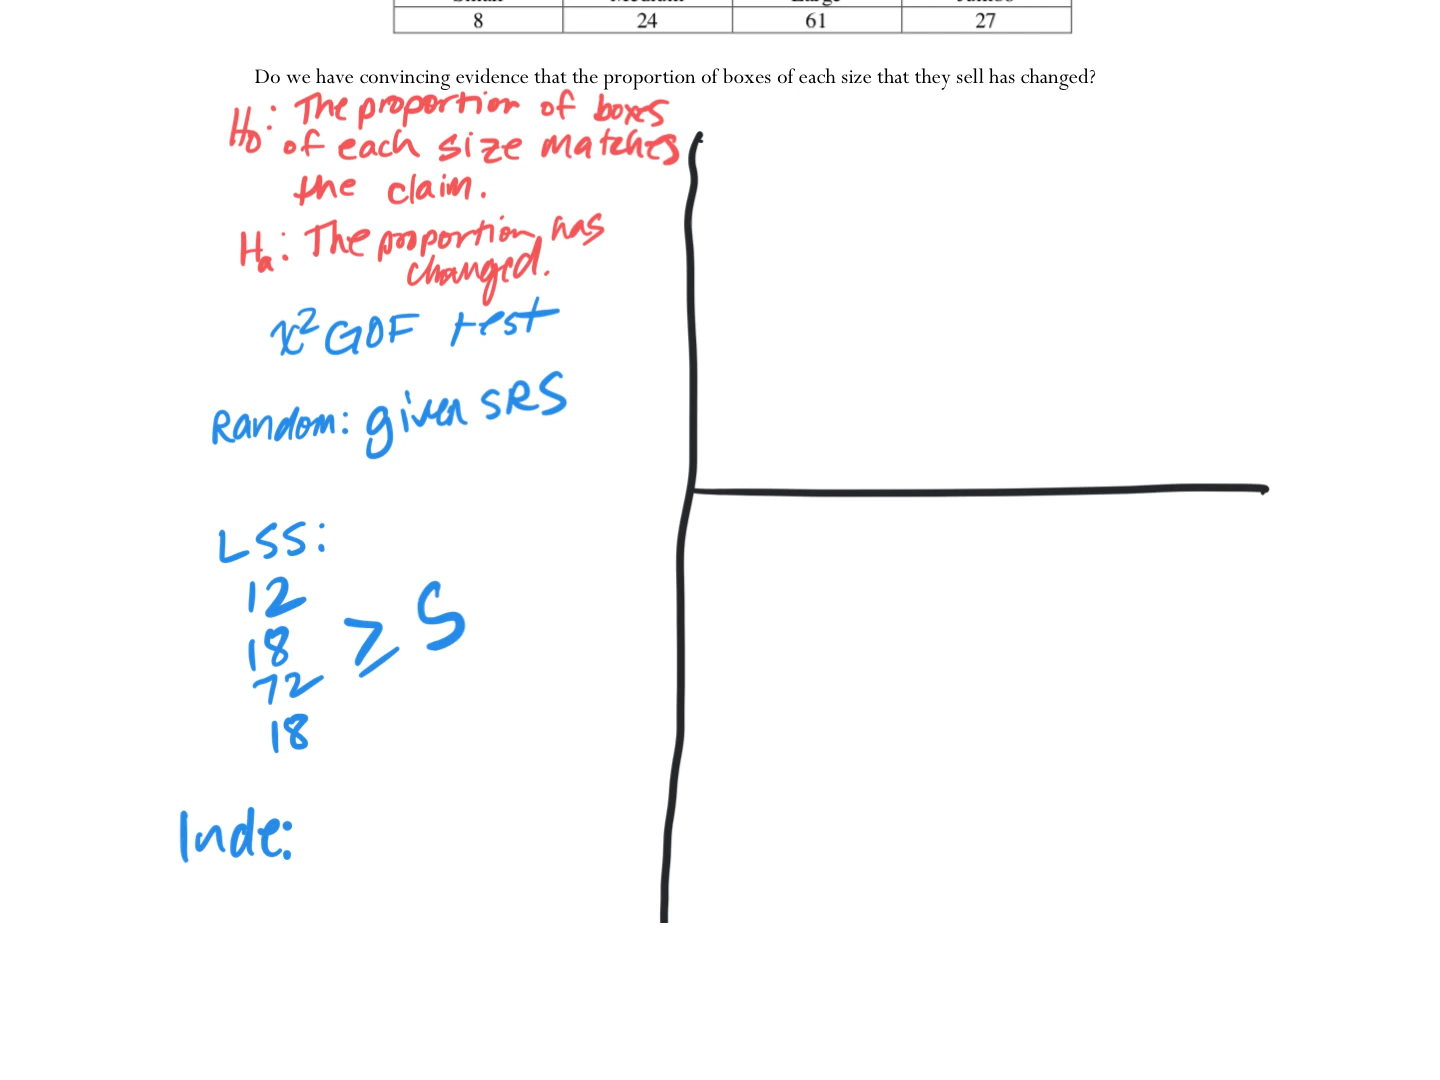 8 24 61 27
Do we have convincing evidence that the proportion of boxes of each size that they sell has changed?
H₀: The proportion of boxes
of each size matches
the claim.
Hₐ: The proportion has
changed.
χ² GOF test
Random: given SRS
LSS:
12
18
72
18
≥ 5
Inde: